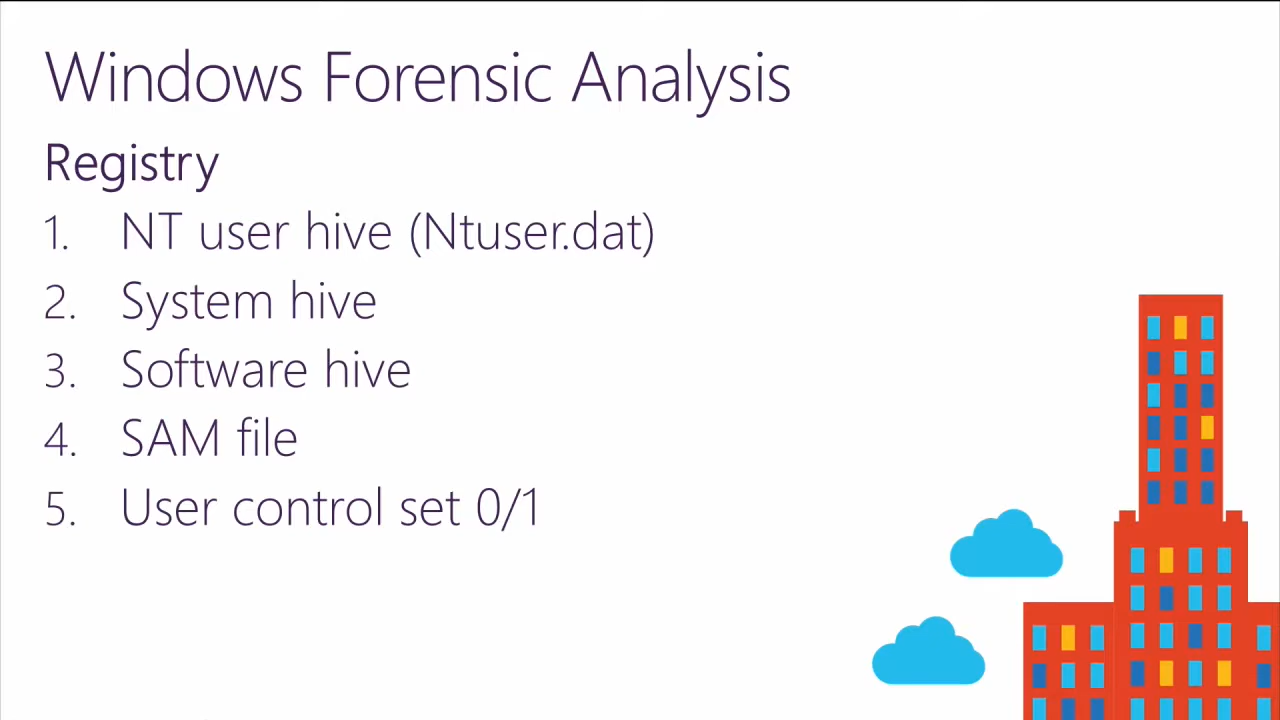 Windows Forensic Analysis
Registry
1. NT user hive (Ntuser.dat)
2. System hive
3. Software hive
4. SAM file
5. User control set 0/1